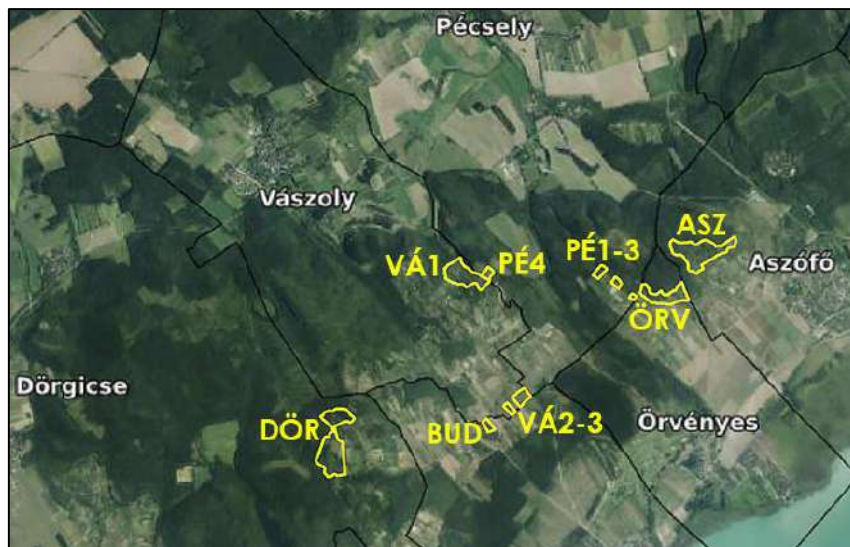 Pécsely
Vászoly
ASZ
VÁ1
PÉ4
PÉ1-3
Aszófő
ÖRV
Dörgicse
DÖR
BUD
VÁ2-3
Örvényes